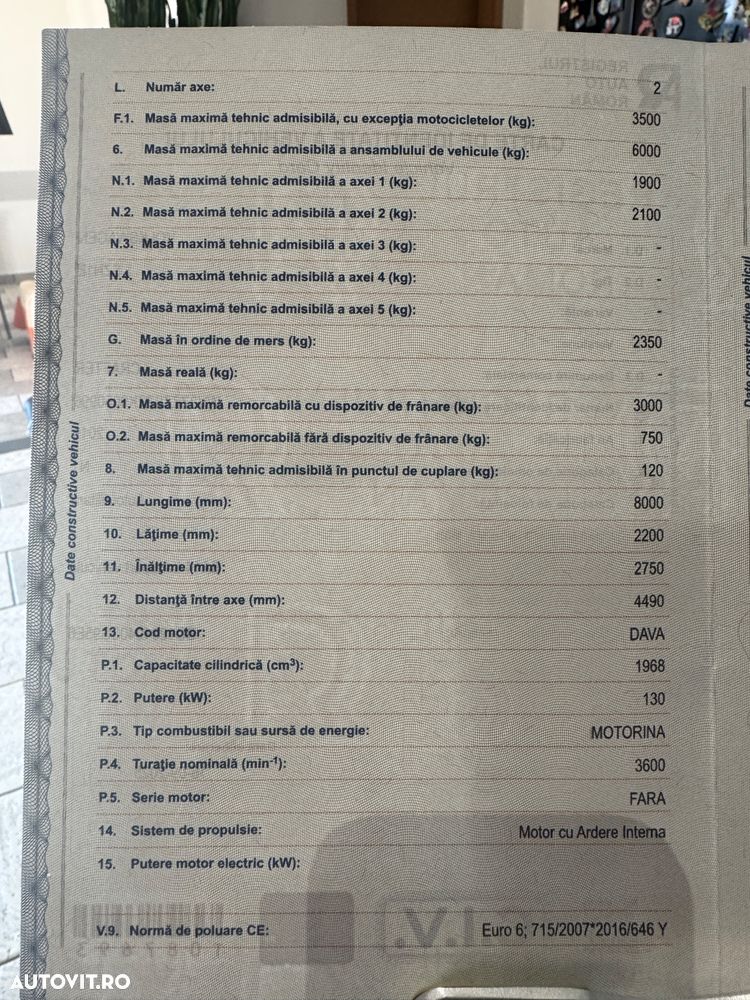 L. Număr axe: 2
F.1. Masă maximă tehnic admisibilă, cu excepţia motocicletelor (kg): 3500
6. Masă maximă tehnic admisibilă a ansamblului de vehicule (kg): 6000
N.1. Masă maximă tehnic admisibilă a axei 1 (kg): 1900
N.2. Masă maximă tehnic admisibilă a axei 2 (kg): 2100
N.3. Masă maximă tehnic admisibilă a axei 3 (kg): -
N.4. Masă maximă tehnic admisibilă a axei 4 (kg): -
N.5. Masă maximă tehnic admisibilă a axei 5 (kg): -
G. Masă în ordine de mers (kg): 2350
7. Masă reală (kg): -
O.1. Masă maximă remorcabilă cu dispozitiv de frânare (kg): 3000
O.2. Masă maximă remorcabilă fără dispozitiv de frânare (kg): 750
8. Masă maximă tehnic admisibilă în punctul de cuplare (kg): 120
9. Lungime (mm): 8000
10. Lăţime (mm): 2200
11. Înălţime (mm): 2750
12. Distanţă între axe (mm): 4490
13. Cod motor: DAVA
P.1. Capacitate cilindrică (cm³): 1968
P.2. Putere (kW): 130
P.3. Tip combustibil sau sursă de energie: MOTORINA
P.4. Turaţie nominală (min⁻¹): 3600
P.5. Serie motor: FARA
14. Sistem de propulsie: Motor cu Ardere Interna
15. Putere motor electric (kW):
V.9. Normă de poluare CE: Euro 6; 715/2007*2016/646 Y
Date constructive vehicul
Date constructive vehicul
AUTOVIT.RO